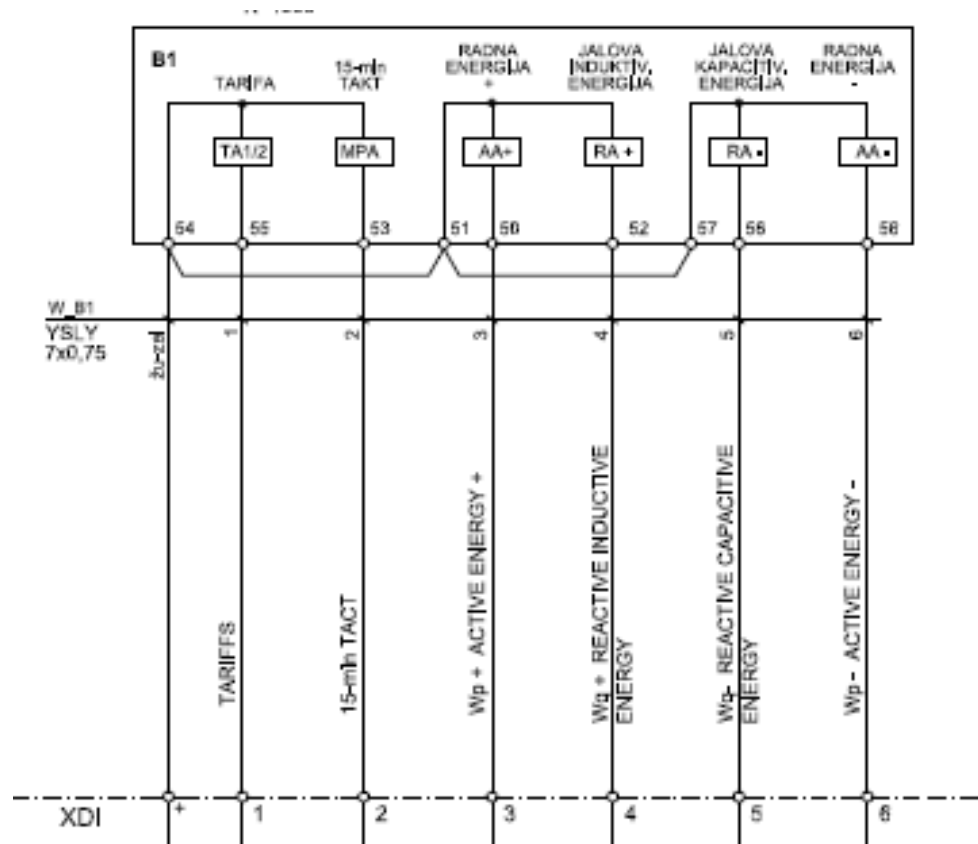 B1
TARIFA
15-min
TAKT
RADNA
ENERGIJA
+
JALOVA
INDUKTIV.
ENERGIJA
JALOVA
KAPACITIV.
ENERGIJA
RADNA
ENERGIJA
-
TA1/2
MPA
AA+
RA +
RA -
AA -
54
55
53
51
50
52
57
56
W_B1
YSLY
7x0,75
žu-zel
1
2
3
4
5
6
TARIFFS
15-min TACT
Wp + ACTIVE ENERGY +
Wq + REACTIVE INDUCTIVE
ENERGY
Wq- REACTIVE CAPACITIVE
ENERGY
Wp - ACTIVE ENERGY -
XDI
+
1
2
3
4
5
6